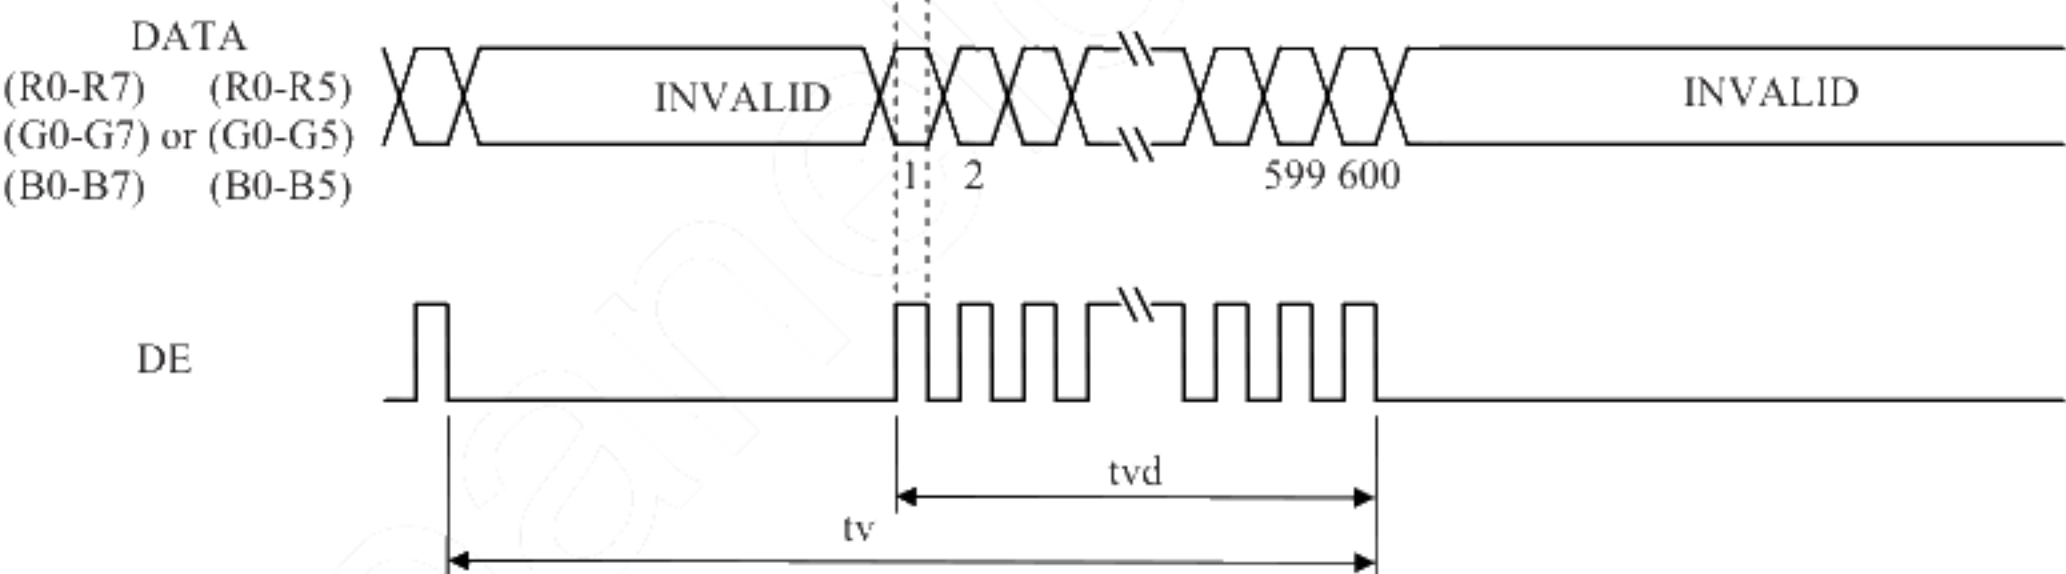 DATA
(R0-R7) (R0-R5)
INVALID
INVALID
(G0-G7) or (G0-G5)
(B0-B7) (B0-B5)
1 2 599 600
DE
tvd
tv